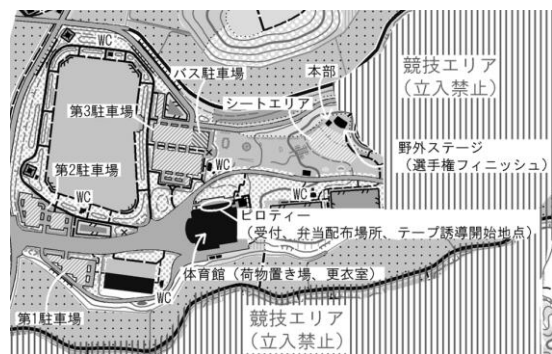 WC
バス駐車場
本部
競技エリア
(立入禁止)
シートエリア
第3駐車場
野外ステージ
(選手権フィニッシュ)
第2駐車場
WC
WC
WC
ピロティー
(受付、弁当配布場所、テープ誘導開始地点)
体育館(荷物置き場、更衣室)
WC
第1駐車場
競技エリア
(立入禁止)